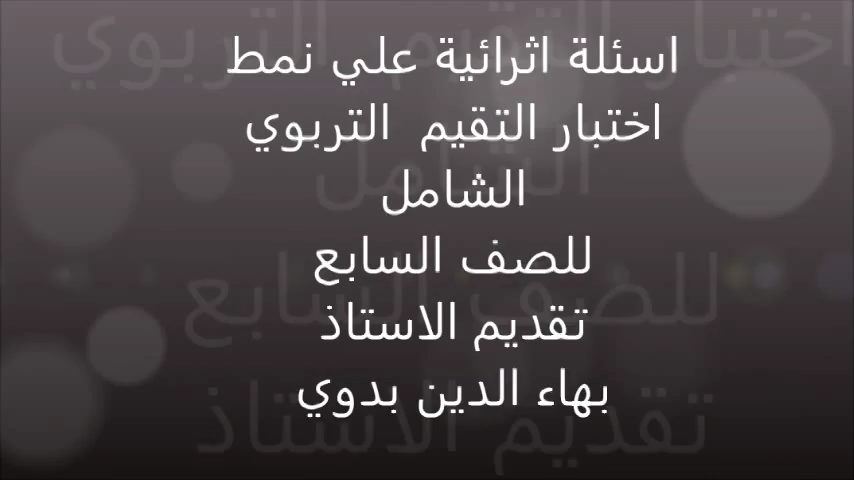 اسئلة اثرائية علي نمط
اختبار التقيم التربوي
الشامل
للصف السابع
تقديم الاستاذ
بهاء الدين بدوي